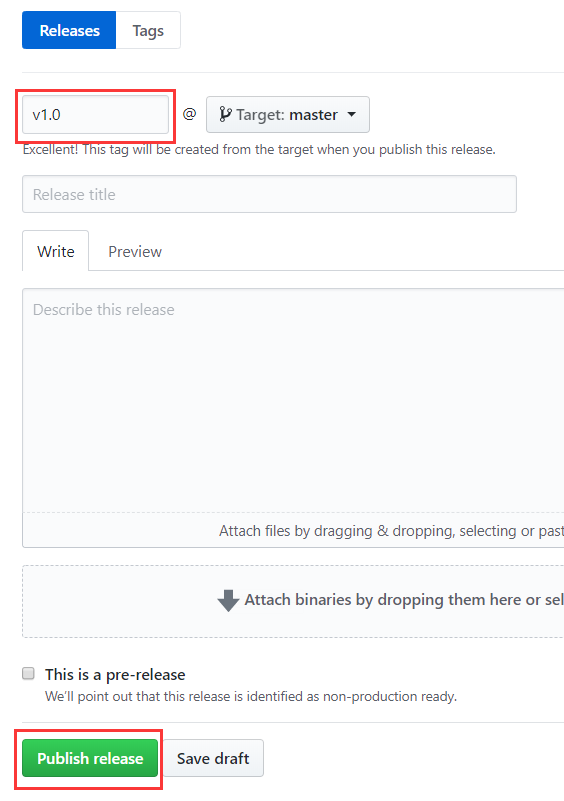 Releases Tags
v1.0 @ Target: master
Excellent! This tag will be created from the target when you publish this release.
Release title
Write Preview
Describe this release
Attach files by dragging & dropping, selecting or past
Attach binaries by dropping them here or sel
This is a pre-release
We’ll point out that this release is identified as non-production ready.
Publish release Save draft